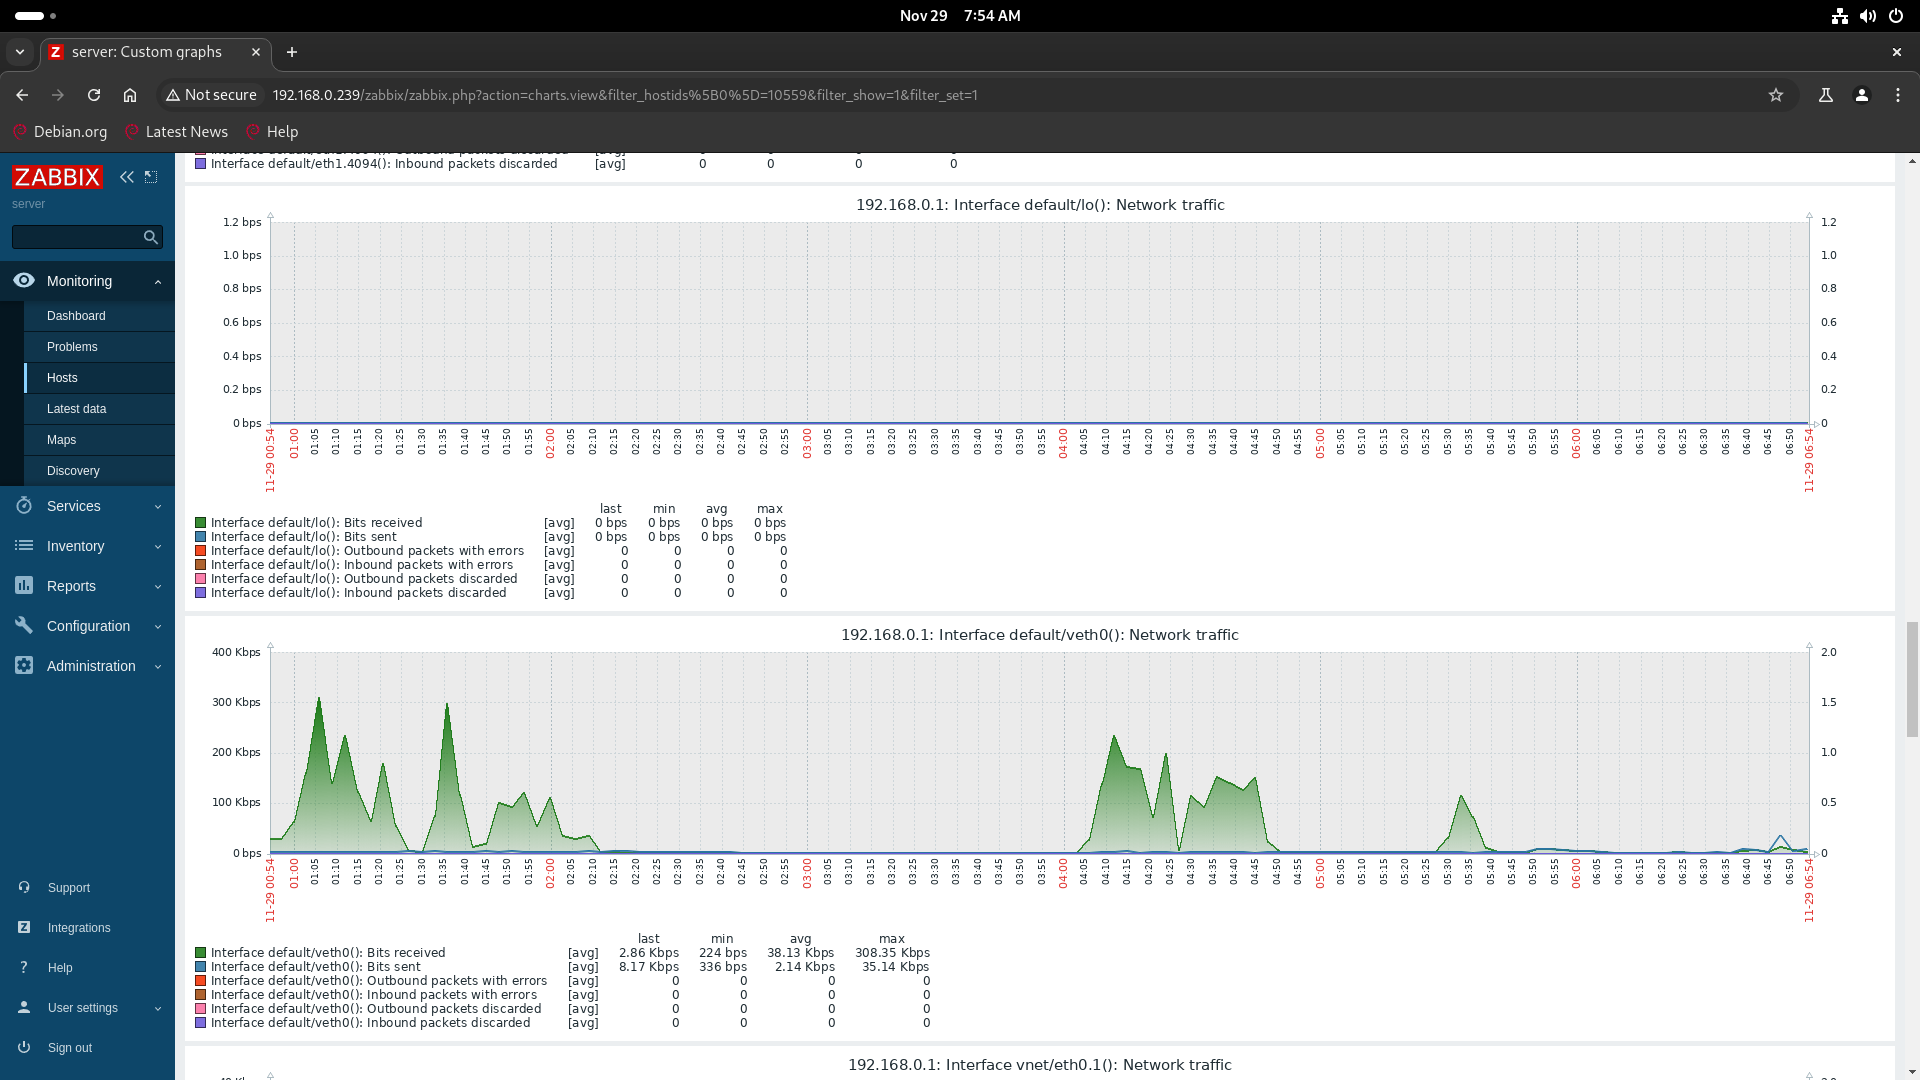 Nov 29 7:54 AM
server: Custom graphs
Not secure 192.168.0.239/zabbix/zabbix.php?action=charts.view&filter_hostids%5B0%5D=10559&filter_show=1&filter_set=1
Debian.org Latest News Help
ZABBIX
server
Monitoring
Dashboard
Problems
Hosts
Latest data
Maps
Discovery
Services
Inventory
Reports
Configuration
Administration
Support
Integrations
Help
User settings
Sign out
Interface default/eth1.4094(): Inbound packets discarded [avg] 0 0 0 0
192.168.0.1: Interface default/lo(): Network traffic
1.2 bps 1.2
1.0 bps 1.0
0.8 bps 0.8
0.6 bps 0.6
0.4 bps 0.4
0.2 bps 0.2
0 bps 0
11-29 00:54 01:00 01:05 01:10 01:15 01:20 01:25 01:30 01:35 01:40 01:45 01:50 01:55 02:00 02:05 02:10 02:15 02:20 02:25 02:30 02:35 02:40 02:45 02:50 02:55 03:00 03:05 03:10 03:15 03:20 03:25 03:30 03:35 03:40 03:45 03:50 03:55 04:00 04:05 04:10 04:15 04:20 04:25 04:30 04:35 04:40 04:45 04:50 04:55 05:00 05:05 05:10 05:15 05:20 05:25 05:30 05:35 05:40 05:45 05:50 05:55 06:00 06:05 06:10 06:15 06:20 06:25 06:30 06:35 06:40 06:45 06:50 11-29 06:54
last min avg max
Interface default/lo(): Bits received [avg] 0 bps 0 bps 0 bps 0 bps
Interface default/lo(): Bits sent [avg] 0 bps 0 bps 0 bps 0 bps
Interface default/lo(): Outbound packets with errors [avg] 0 0 0 0
Interface default/lo(): Inbound packets with errors [avg] 0 0 0 0
Interface default/lo(): Outbound packets discarded [avg] 0 0 0 0
Interface default/lo(): Inbound packets discarded [avg] 0 0 0 0
192.168.0.1: Interface default/veth0(): Network traffic
400 Kbps 2.0
300 Kbps 1.5
200 Kbps 1.0
100 Kbps 0.5
0 bps 0
11-29 00:54 01:00 01:05 01:10 01:15 01:20 01:25 01:30 01:35 01:40 01:45 01:50 01:55 02:00 02:05 02:10 02:15 02:20 02:25 02:30 02:35 02:40 02:45 02:50 02:55 03:00 03:05 03:10 03:15 03:20 03:25 03:30 03:35 03:40 03:45 03:50 03:55 04:00 04:05 04:10 04:15 04:20 04:25 04:30 04:35 04:40 04:45 04:50 04:55 05:00 05:05 05:10 05:15 05:20 05:25 05:30 05:35 05:40 05:45 05:50 05:55 06:00 06:05 06:10 06:15 06:20 06:25 06:30 06:35 06:40 06:45 06:50 11-29 06:54
last min avg max
Interface default/veth0(): Bits received [avg] 2.86 Kbps 224 bps 38.13 Kbps 308.35 Kbps
Interface default/veth0(): Bits sent [avg] 8.17 Kbps 336 bps 2.14 Kbps 35.14 Kbps
Interface default/veth0(): Outbound packets with errors [avg] 0 0 0 0
Interface default/veth0(): Inbound packets with errors [avg] 0 0 0 0
Interface default/veth0(): Outbound packets discarded [avg] 0 0 0 0
Interface default/veth0(): Inbound packets discarded [avg] 0 0 0 0
192.168.0.1: Interface vnet/eth0.1(): Network traffic